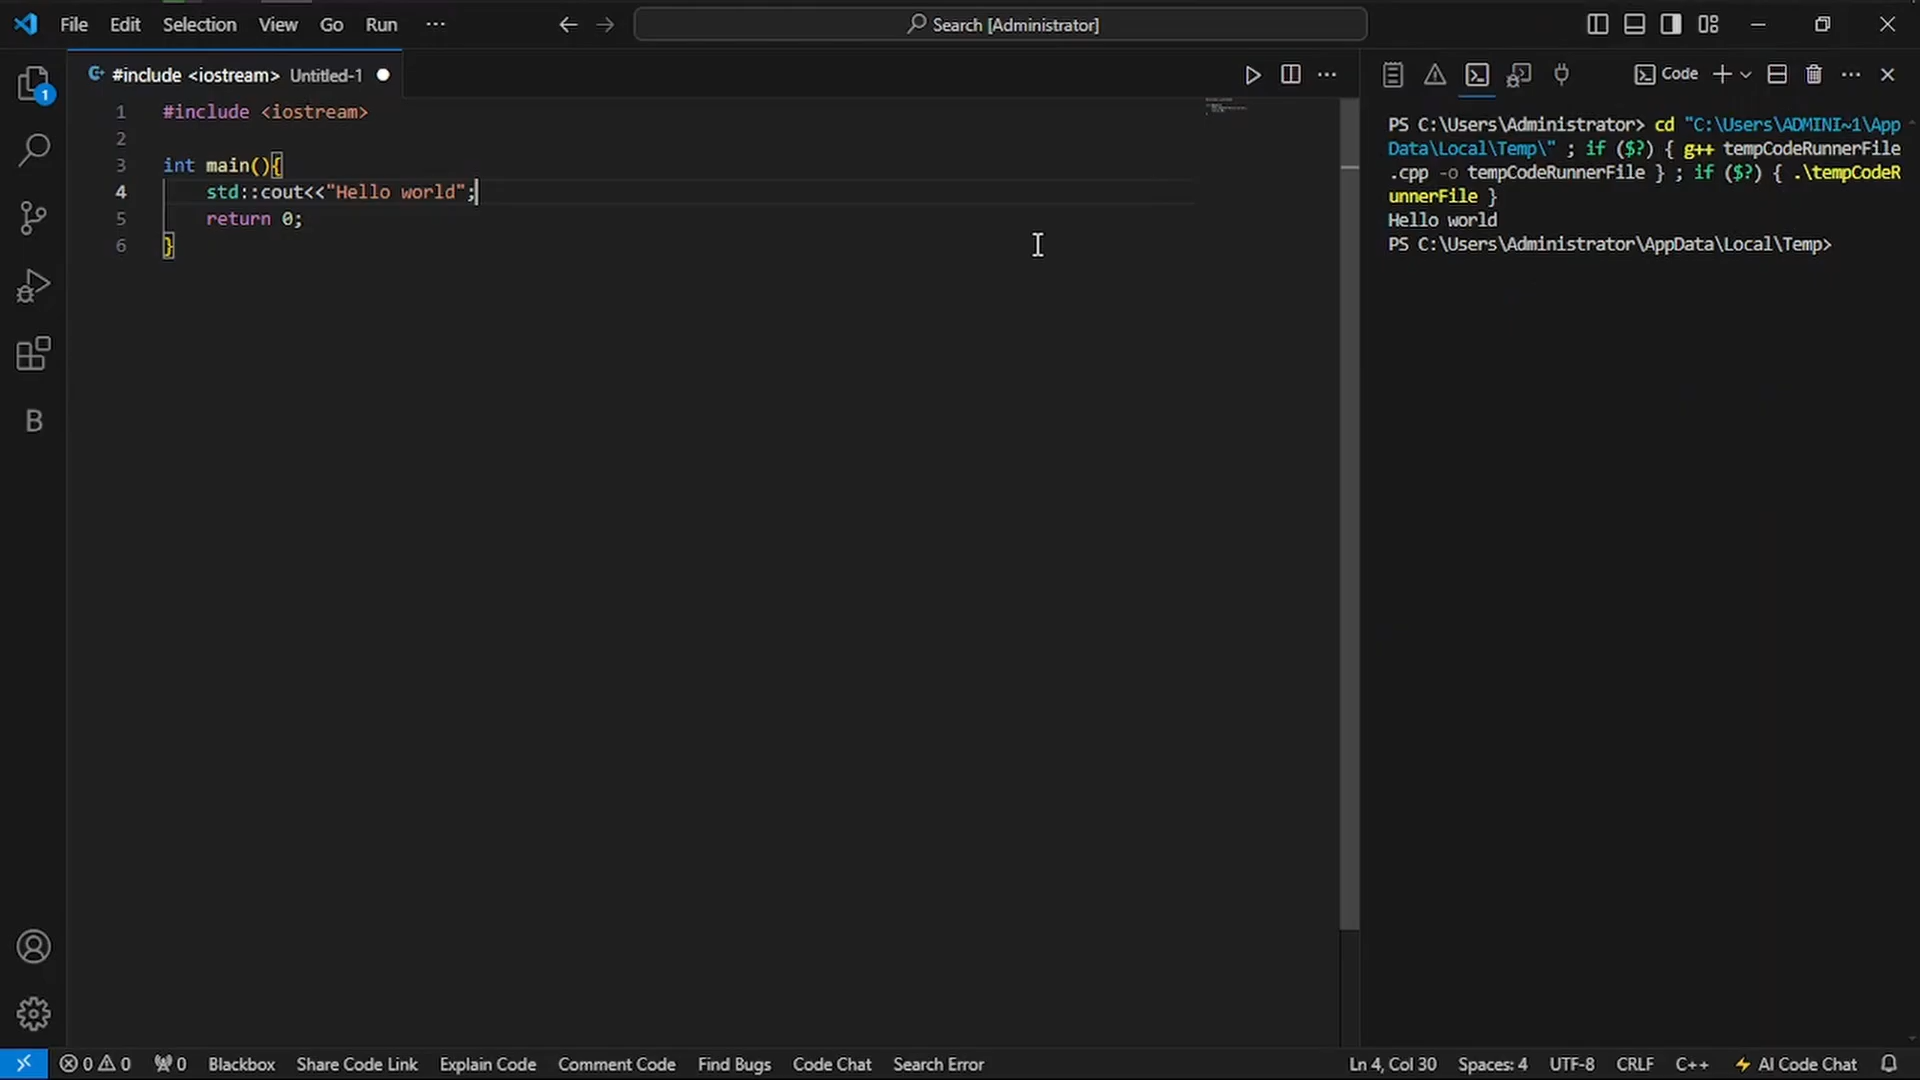 File Edit Selection View Go Run ···
Search [Administrator]
#include <iostream> Untitled-1
Code
1 #include <iostream>
2
3 int main(){
4 std::cout<<"Hello world";
5 return 0;
6 }
PS C:\Users\Administrator> cd "C:\Users\ADMINI~1\App
Data\Local\Temp\" ; if ($?) { g++ tempCodeRunnerFile
.cpp -o tempCodeRunnerFile } ; if ($?) { .\tempCodeR
unnerFile }
Hello world
PS C:\Users\Administrator\AppData\Local\Temp>
1
B
0 0 0 Blackbox Share Code Link Explain Code Comment Code Find Bugs Code Chat Search Error Ln 4, Col 30 Spaces: 4 UTF-8 CRLF C++ AI Code Chat